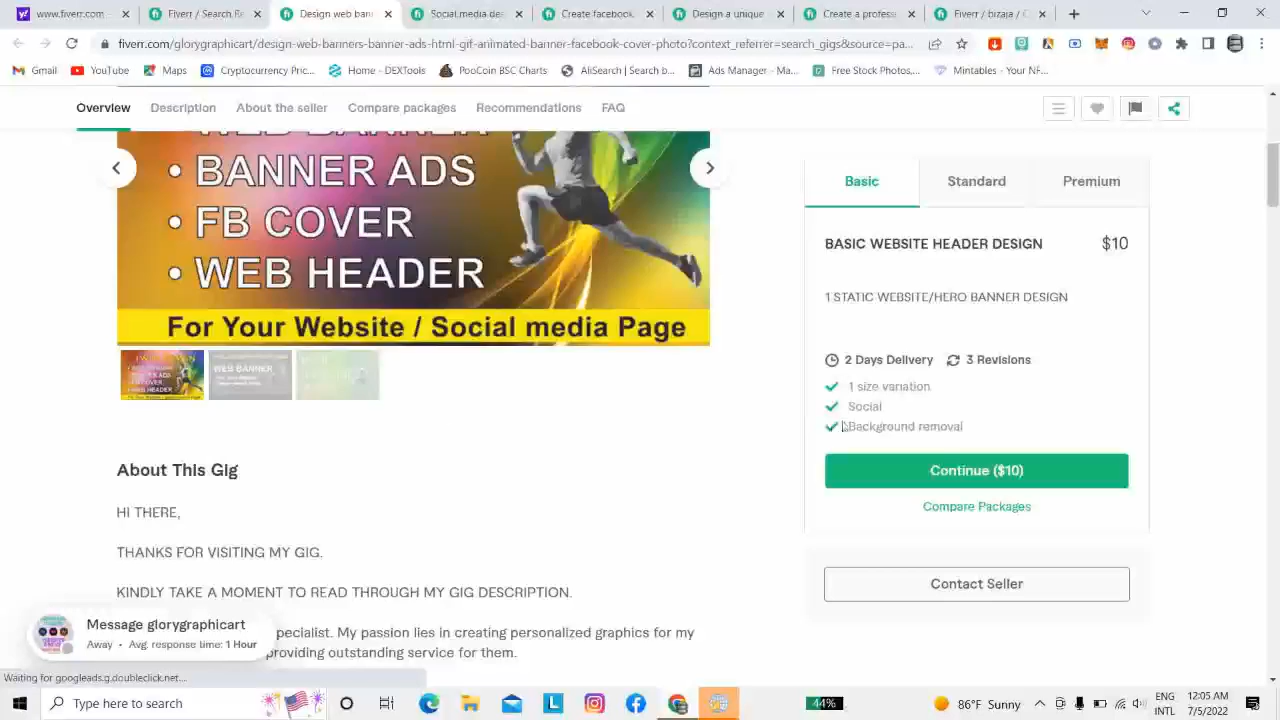 Fiverr / Sea
Design web
Design web
Social media des
Create Facebook
Design a unique
Fiverr / Cr
Fiverr / Seller / C
fiverr.com/glorygraphicart/design-web-banners-banner-ads-html-gif-animated-banner-facebook-cover-photo?context_referrer=search_gigs&source=pa...
Gmail
YouTube
Maps
Cryptocurrency Pric...
Home - DEXTools
PooCoin BSC Charts
AliSearch | Search b...
Ads Manager - Ma...
Free Stock Photos,...
Mintables - Your NF...
Overview
Description
About the seller
Compare packages
Recommendations
FAQ
• BANNER ADS
• FB COVER
• WEB HEADER
For Your Website / Social media Page
WEB BANNER
Basic
Standard
Premium
BASIC WEBSITE HEADER DESIGN
$10
1 STATIC WEBSITE/HERO BANNER DESIGN
2 Days Delivery
3 Revisions
1 size variation
Social
Background removal
Continue ($10)
Compare Packages
Contact Seller
About This Gig
HI THERE,
THANKS FOR VISITING MY GIG.
KINDLY TAKE A MOMENT TO READ THROUGH MY GIG DESCRIPTION.
pecialist. My passion lies in creating personalized graphics for my
providing outstanding service for them.
Message glorygraphicart
Away • Avg. response time: 1 Hour
Waiting for googleads.g.doubleclick.net...
Type here to search
44%
86°F Sunny
ENG
INTL
12:05 AM
7/5/2022